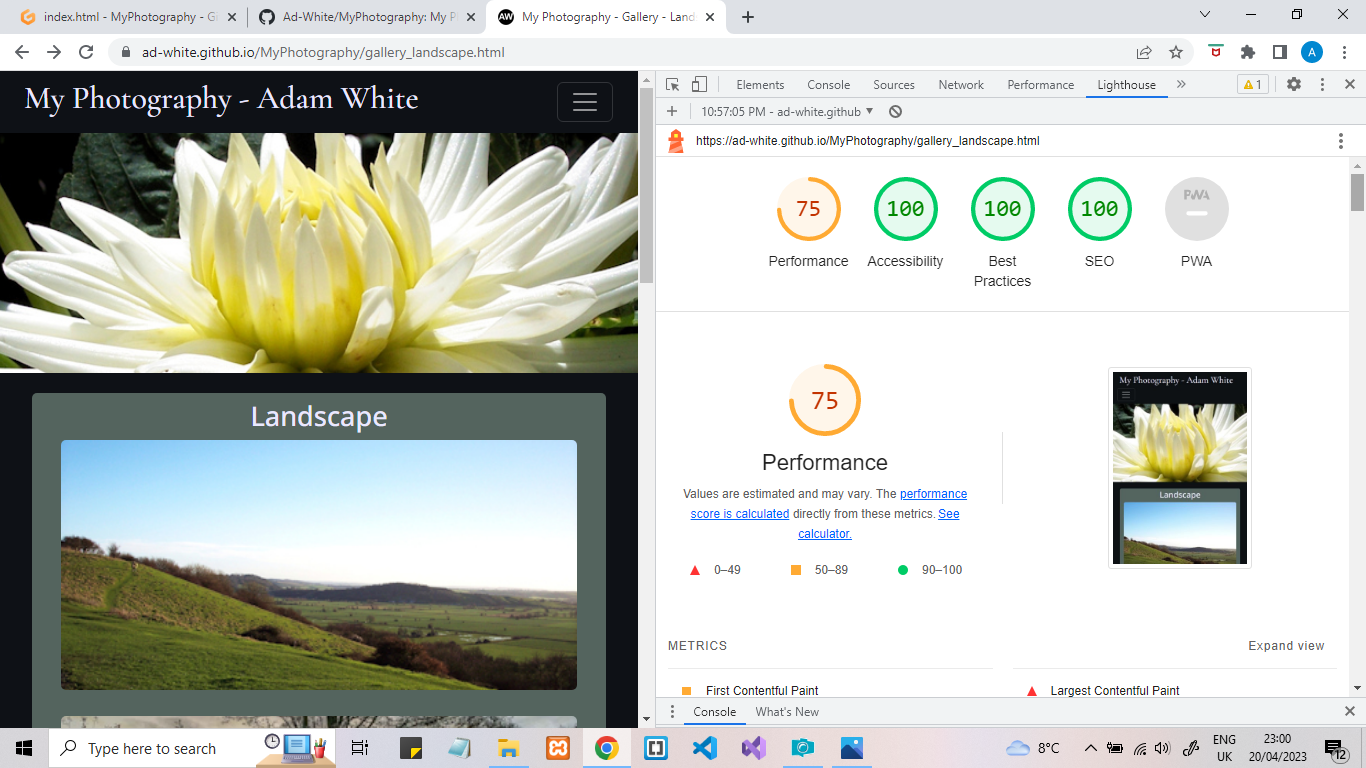 index.html - MyPhotography - Gi
Ad-White/MyPhotography: My P
AW
My Photography - Gallery - Land
ad-white.github.io/MyPhotography/gallery_landscape.html
A
My Photography - Adam White
Landscape
Elements Console Sources Network Performance Lighthouse » 1
10:57:05 PM - ad-white.github
https://ad-white.github.io/MyPhotography/gallery_landscape.html
75 100 100 100 PWA
Performance Accessibility Best Practices SEO PWA
75
Performance
Values are estimated and may vary. The performance
score is calculated directly from these metrics. See
calculator.
0–49 50–89 90–100
My Photography - Adam White
Landscape
METRICS Expand view
First Contentful Paint Largest Contentful Paint
Console What's New
Type here to search
8°C
ENG
UK
23:00
20/04/2023
12